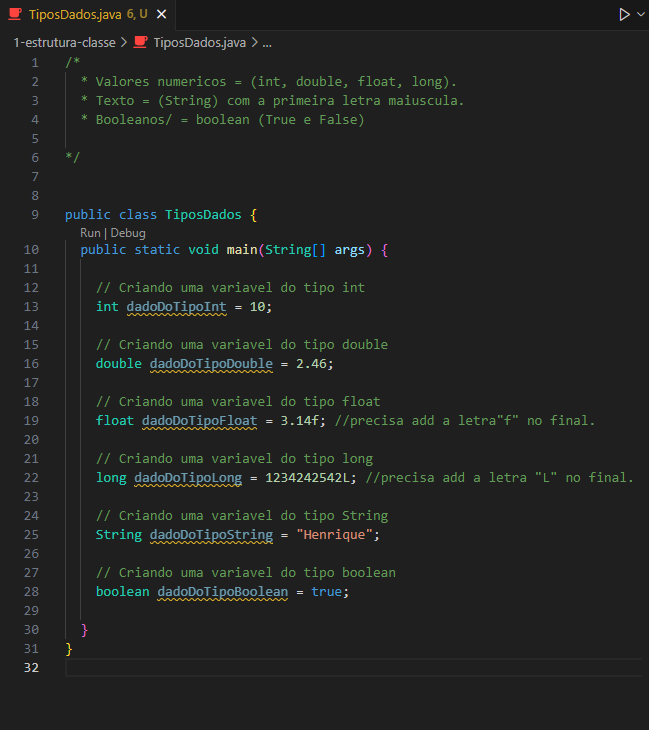 TiposDados.java 6, U
1-estrutura-classe > TiposDados.java > ...
1 /*
2 * Valores numericos = (int, double, float, long).
3 * Texto = (String) com a primeira letra maiuscula.
4 * Booleanos/ = boolean (True e False)
5
6 */
7
8
9 public class TiposDados {
Run | Debug
10 public static void main(String[] args) {
11
12 // Criando uma variavel do tipo int
13 int dadoDoTipoInt = 10;
14
15 // Criando uma variavel do tipo double
16 double dadoDoTipoDouble = 2.46;
17
18 // Criando uma variavel do tipo float
19 float dadoDoTipoFloat = 3.14f; //precisa add a letra"f" no final.
20
21 // Criando uma variavel do tipo long
22 long dadoDoTipoLong = 1234242542L; //precisa add a letra "L" no final.
23
24 // Criando uma variavel do tipo String
25 String dadoDoTipoString = "Henrique";
26
27 // Criando uma variavel do tipo boolean
28 boolean dadoDoTipoBoolean = true;
29
30 }
31 }
32